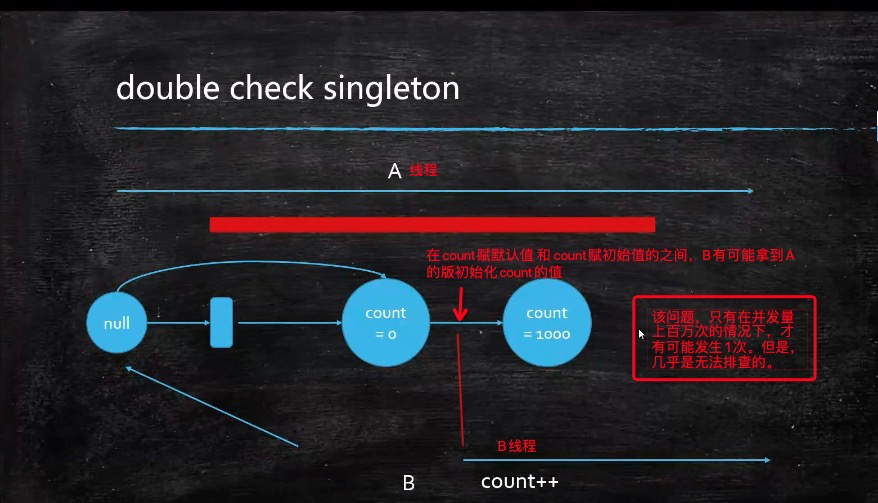 double check singleton
A 线程
在count赋默认值 和 count赋初始值的之间，B有可能拿到A
的版初始化count的值
null
count
= 0
count
= 1000
该问题，只有在并发量
上百万次的情况下，才
有可能发生1次。但是，
几乎是无法排查的。
B线程
B
count++